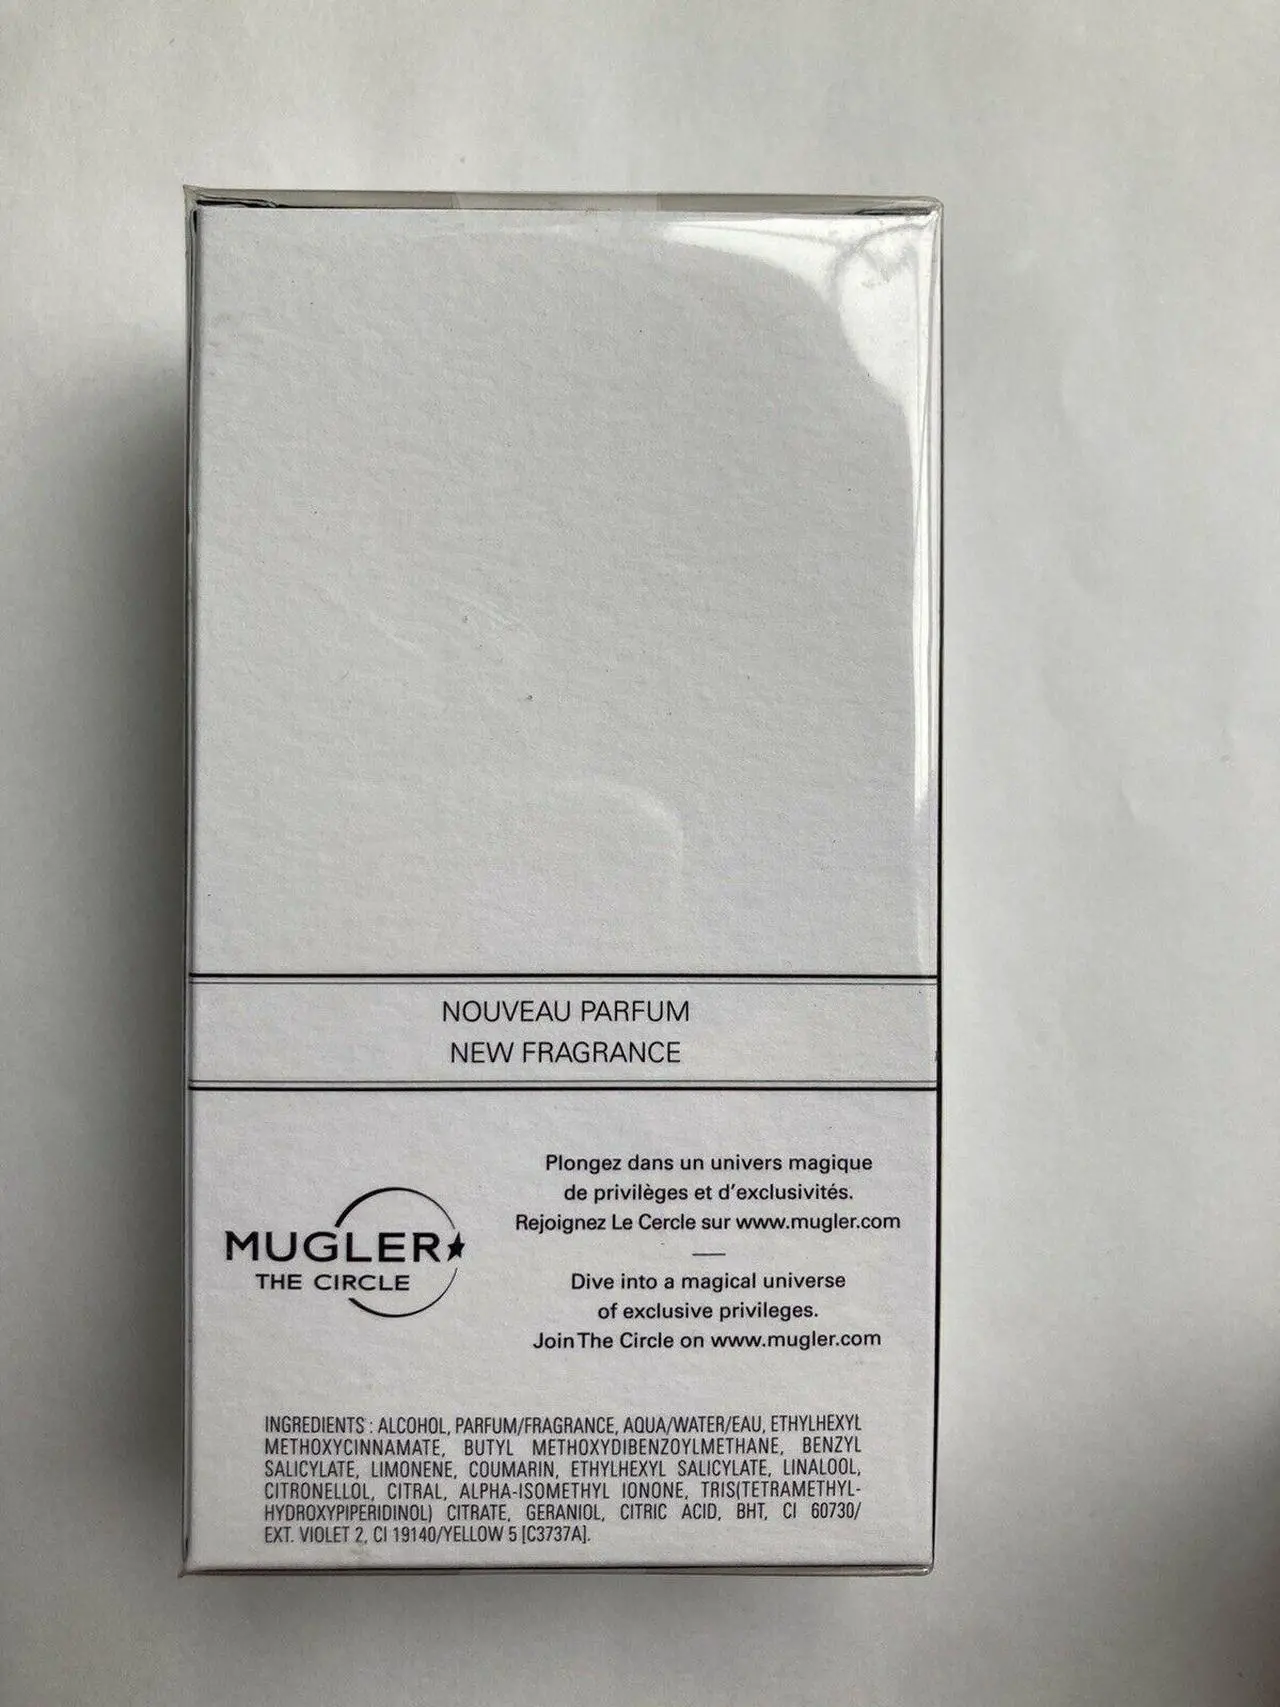 NOUVEAU PARFUM
NEW FRAGRANCE
Plongez dans un univers magique
de privilèges et d'exclusivités.
Rejoignez Le Cercle sur www.mugler.com
MUGLER
THE CIRCLE
Dive into a magical universe
of exclusive privileges.
Join The Circle on www.mugler.com
INGREDIENTS : ALCOHOL, PARFUM/FRAGRANCE, AQUA/WATER/EAU, ETHYLHEXYL
METHOXYCINNAMATE, BUTYL METHOXYDIBENZOYLMETHANE, BENZYL
SALICYLATE, LIMONENE, COUMARIN, ETHYLHEXYL SALICYLATE, LINALOOL,
CITRONELLOL, CITRAL, ALPHA-ISOMETHYL IONONE, TRIS(TETRAMETHYL-
HYDROXYPIPERIDINOL) CITRATE, GERANIOL, CITRIC ACID, BHT, CI 60730/
EXT. VIOLET 2, CI 19140/YELLOW 5 [C3737A].